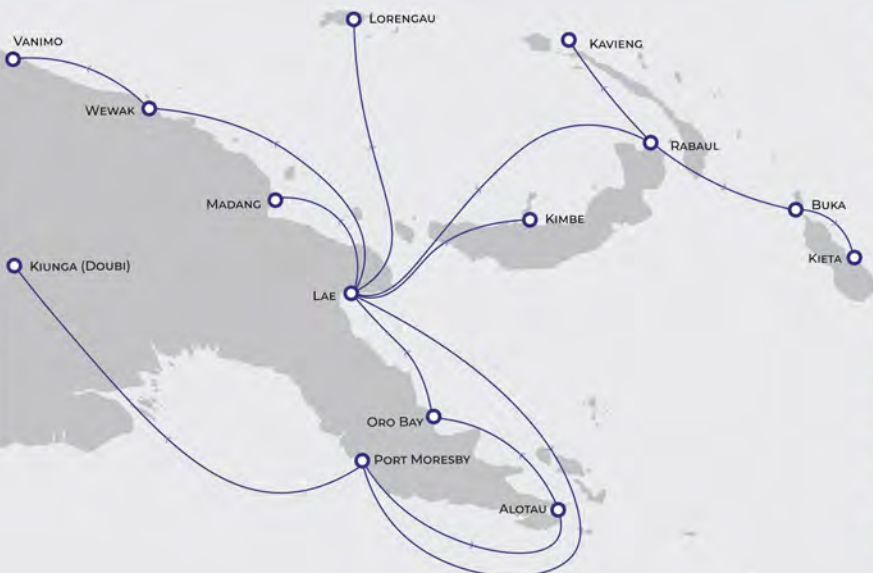 LORENGAU
VANIMO
KAVIENG
WEWAK
RABAUL
MADANG
BUKA
KIMBE
KIETA
KIUNGA (DOUBI)
LAE
ORO BAY
PORT MORESBY
ALOTAU